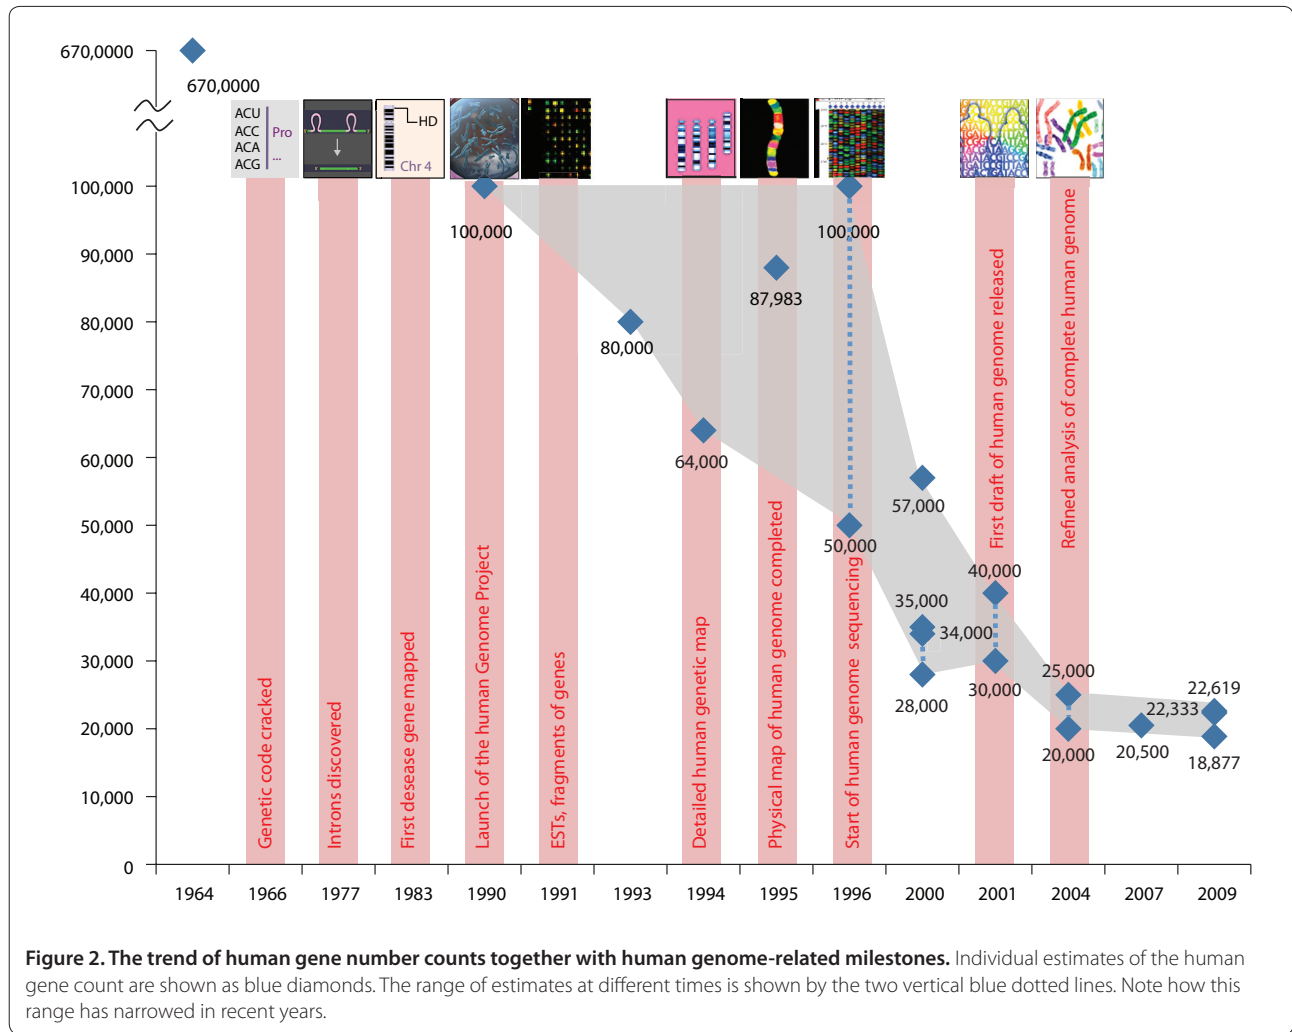 670,0000
670,0000
ACU
ACC
ACA
ACG
Pro
...
HD
Chr 4
100,000
90,000
80,000
70,000
60,000
50,000
40,000
30,000
20,000
10,000
0
100,000
80,000
64,000
87,983
100,000
50,000
57,000
35,000
34,000
28,000
40,000
30,000
25,000
20,000
20,500
22,619
22,333
18,877
Genetic code cracked
Introns discovered
First desease gene mapped
Launch of the human Genome Project
ESTs, fragments of genes
Detailed human genetic map
Physical map of human genome completed
Start of human genome sequencing
First draft of human genome released
Refined analysis of complete human genome
1964 1966 1977 1983 1990 1991 1993 1994 1995 1996 2000 2001 2004 2007 2009
Figure 2. The trend of human gene number counts together with human genome-related milestones. Individual estimates of the human
gene count are shown as blue diamonds. The range of estimates at different times is shown by the two vertical blue dotted lines. Note how this
range has narrowed in recent years.